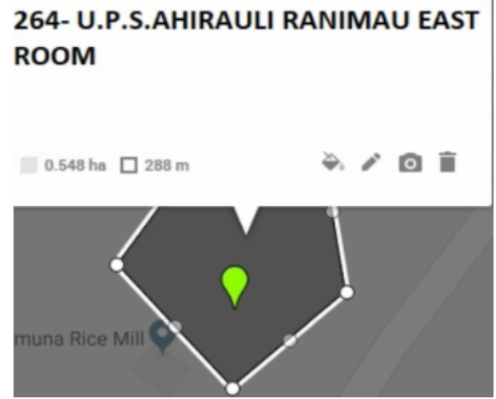 264- U.P.S.AHIRAULI RANIMAU EAST
ROOM
0.548 ha 288 m
muna Rice Mill